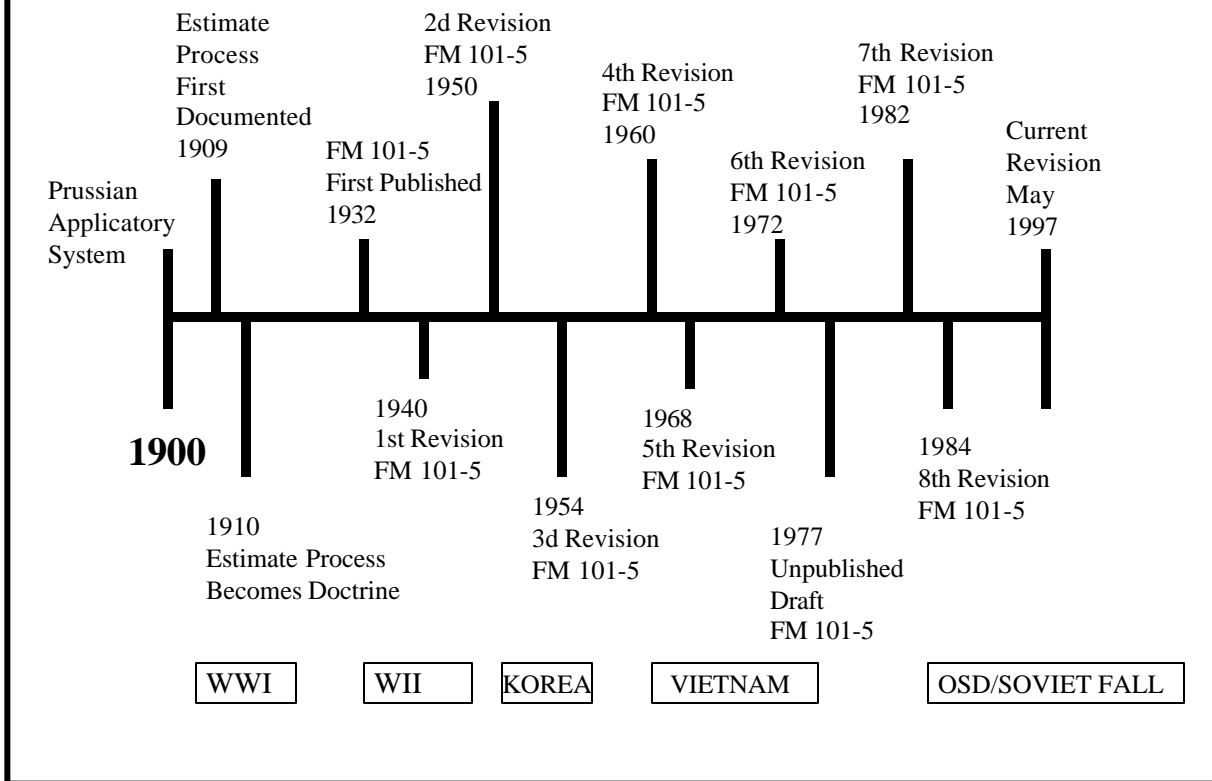 Prussian
Applicatory
System
1900
Estimate
Process
First
Documented
1909
1910
Estimate Process
Becomes Doctrine
FM 101-5
First Published
1932
1940
1st Revision
FM 101-5
2d Revision
FM 101-5
1950
1954
3d Revision
FM 101-5
4th Revision
FM 101-5
1960
1968
5th Revision
FM 101-5
6th Revision
FM 101-5
1972
1977
Unpublished
Draft
FM 101-5
7th Revision
FM 101-5
1982
1984
8th Revision
FM 101-5
Current
Revision
May
1997
WWI
WII
KOREA
VIETNAM
OSD/SOVIET FALL